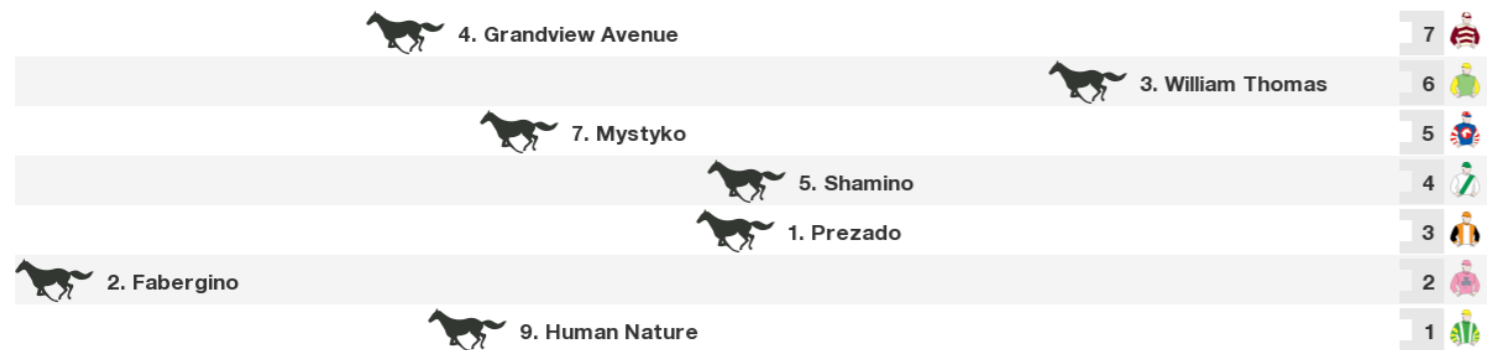 4. Grandview Avenue 7
3. William Thomas 6
7. Mystyko 5
5. Shamino 4
1. Prezado 3
2. Fabergino 2
9. Human Nature 1